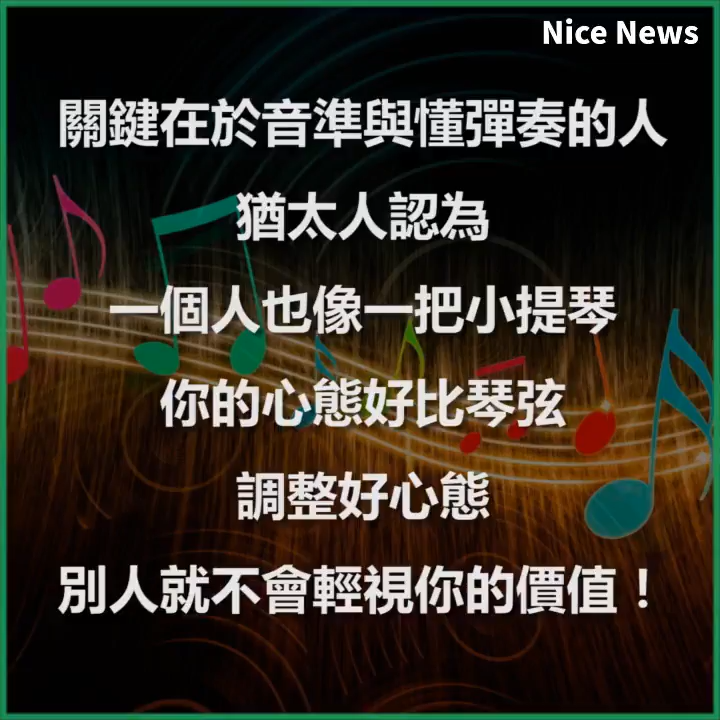 Nice News
關鍵在於音準與懂彈奏的人
猶太人認為
一個人也像一把小提琴
你的心態好比琴弦
調整好心態
別人就不會輕視你的價值！